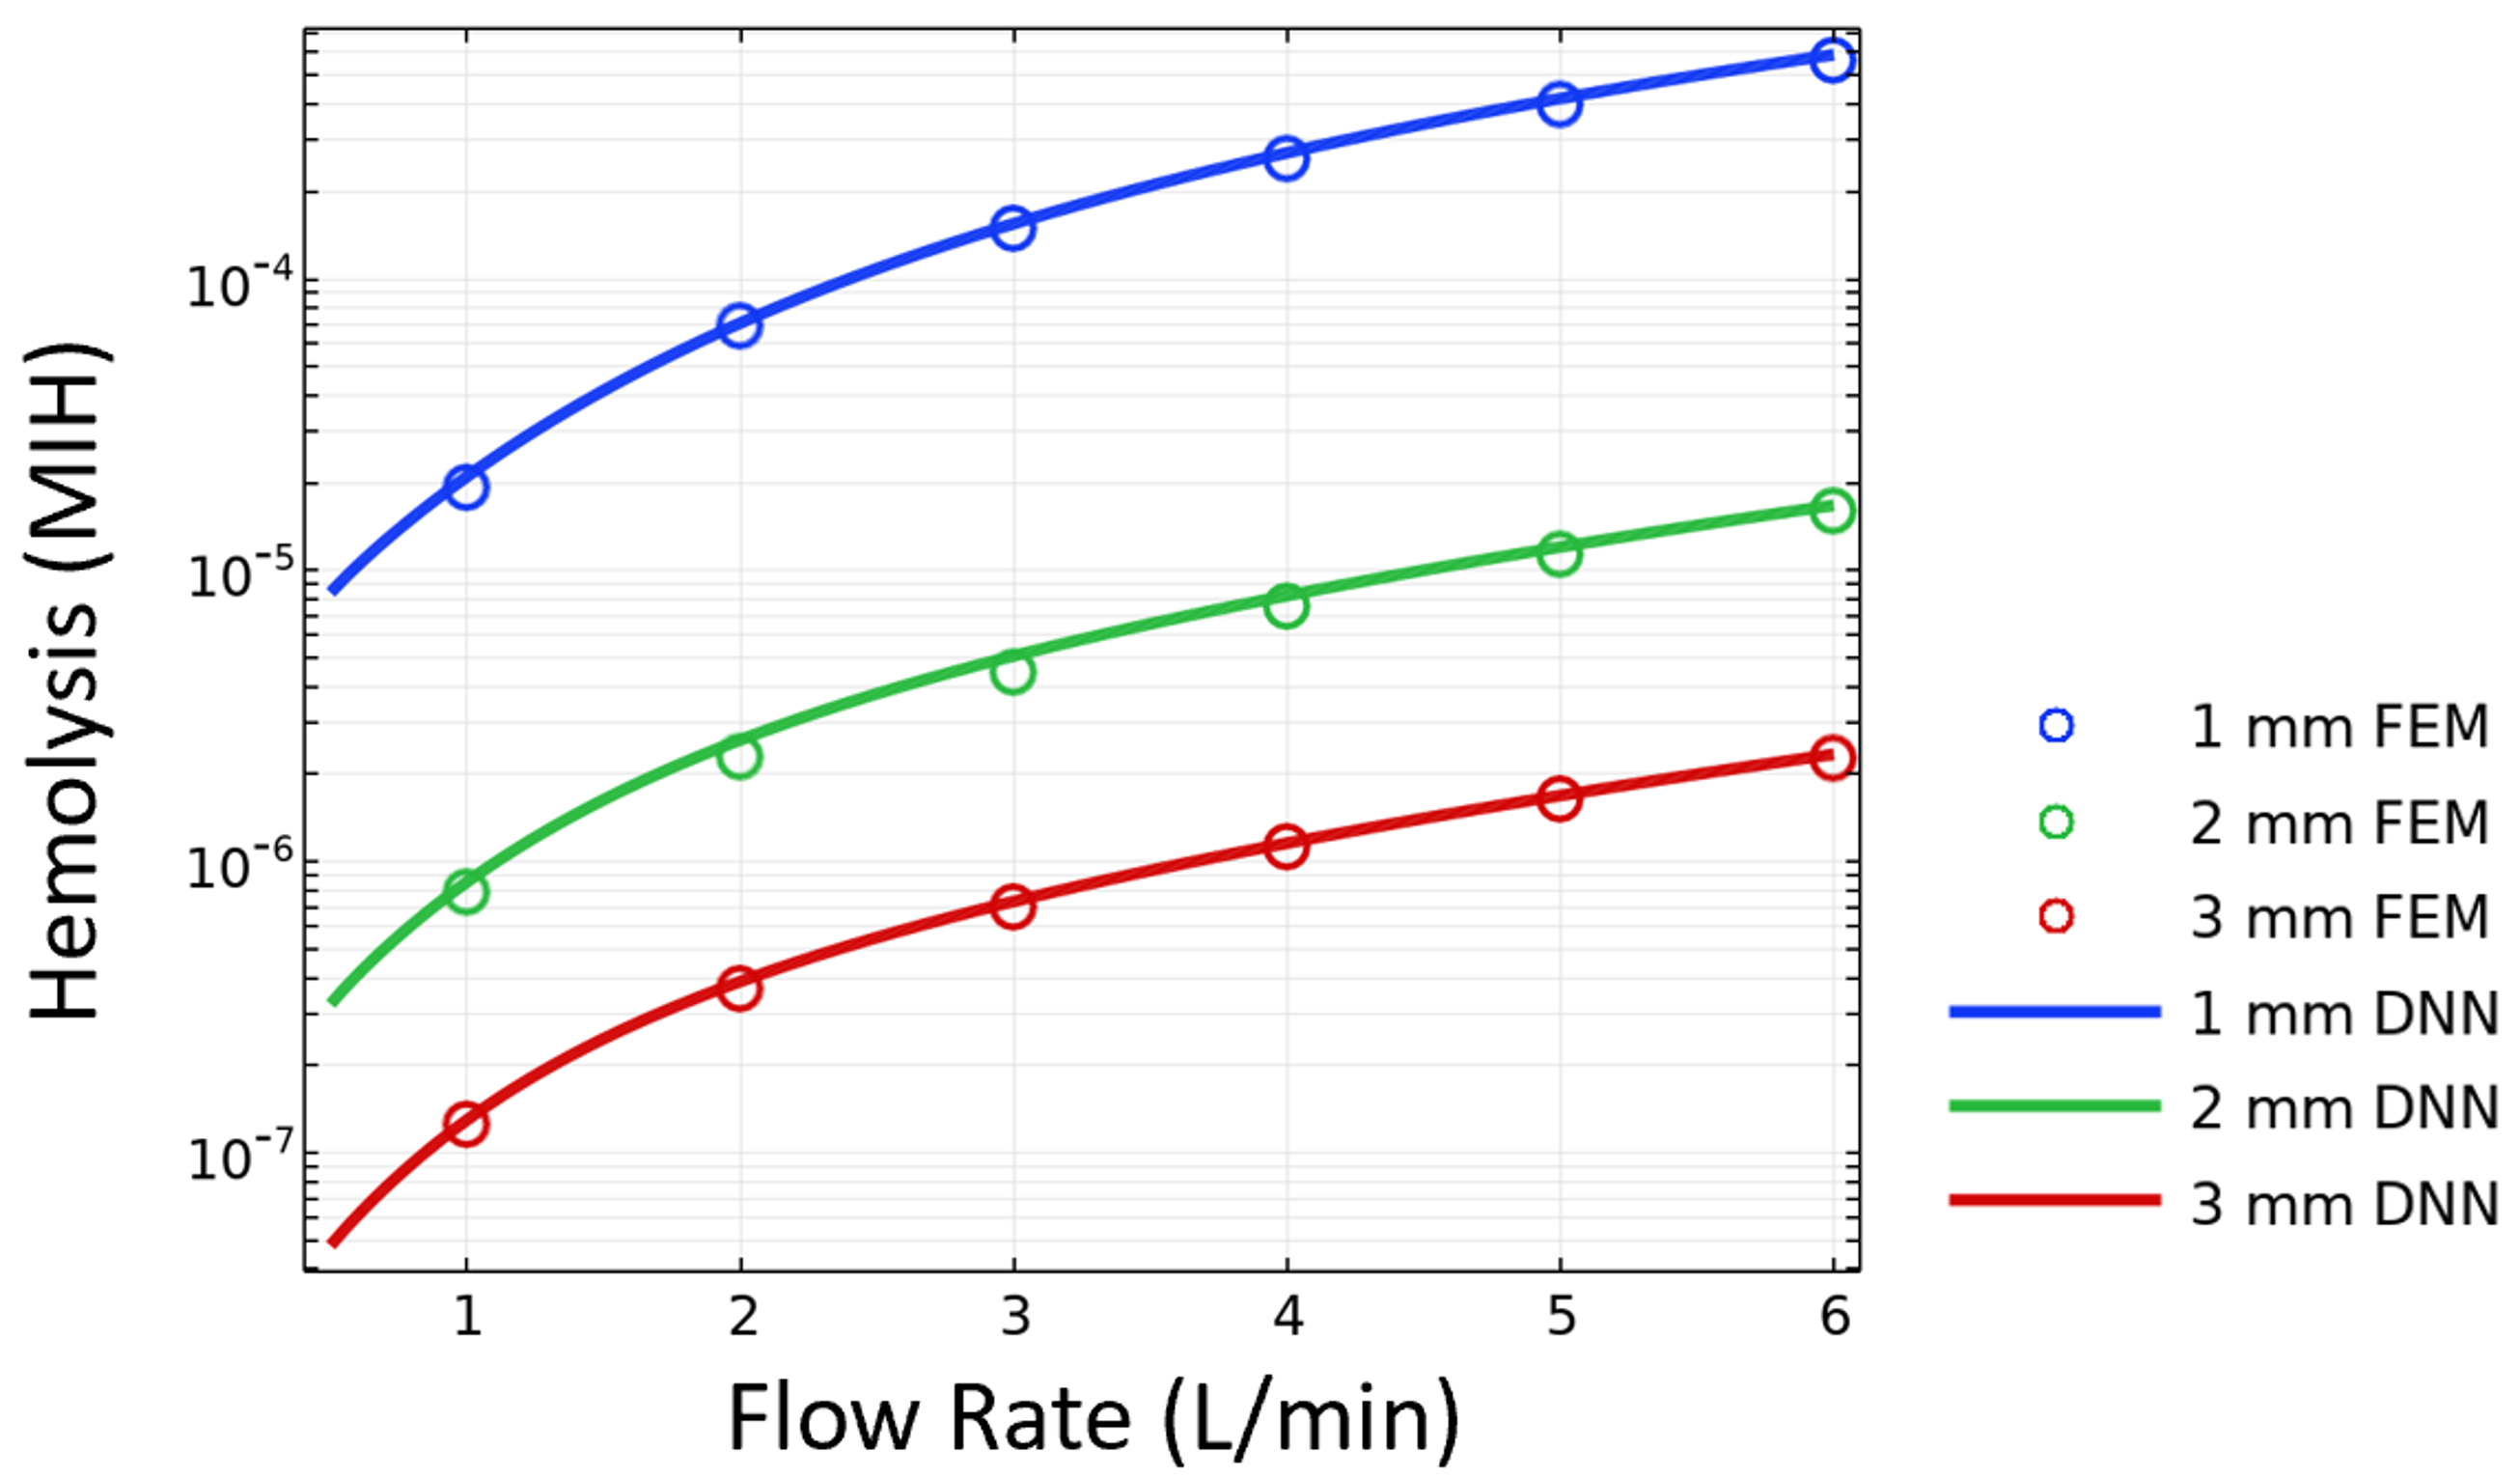 Hemolysis (MIH)
10⁻⁴
10⁻⁵
10⁻⁶
10⁻⁷
1 2 3 4 5 6
Flow Rate (L/min)
1 mm FEM
2 mm FEM
3 mm FEM
1 mm DNN
2 mm DNN
3 mm DNN